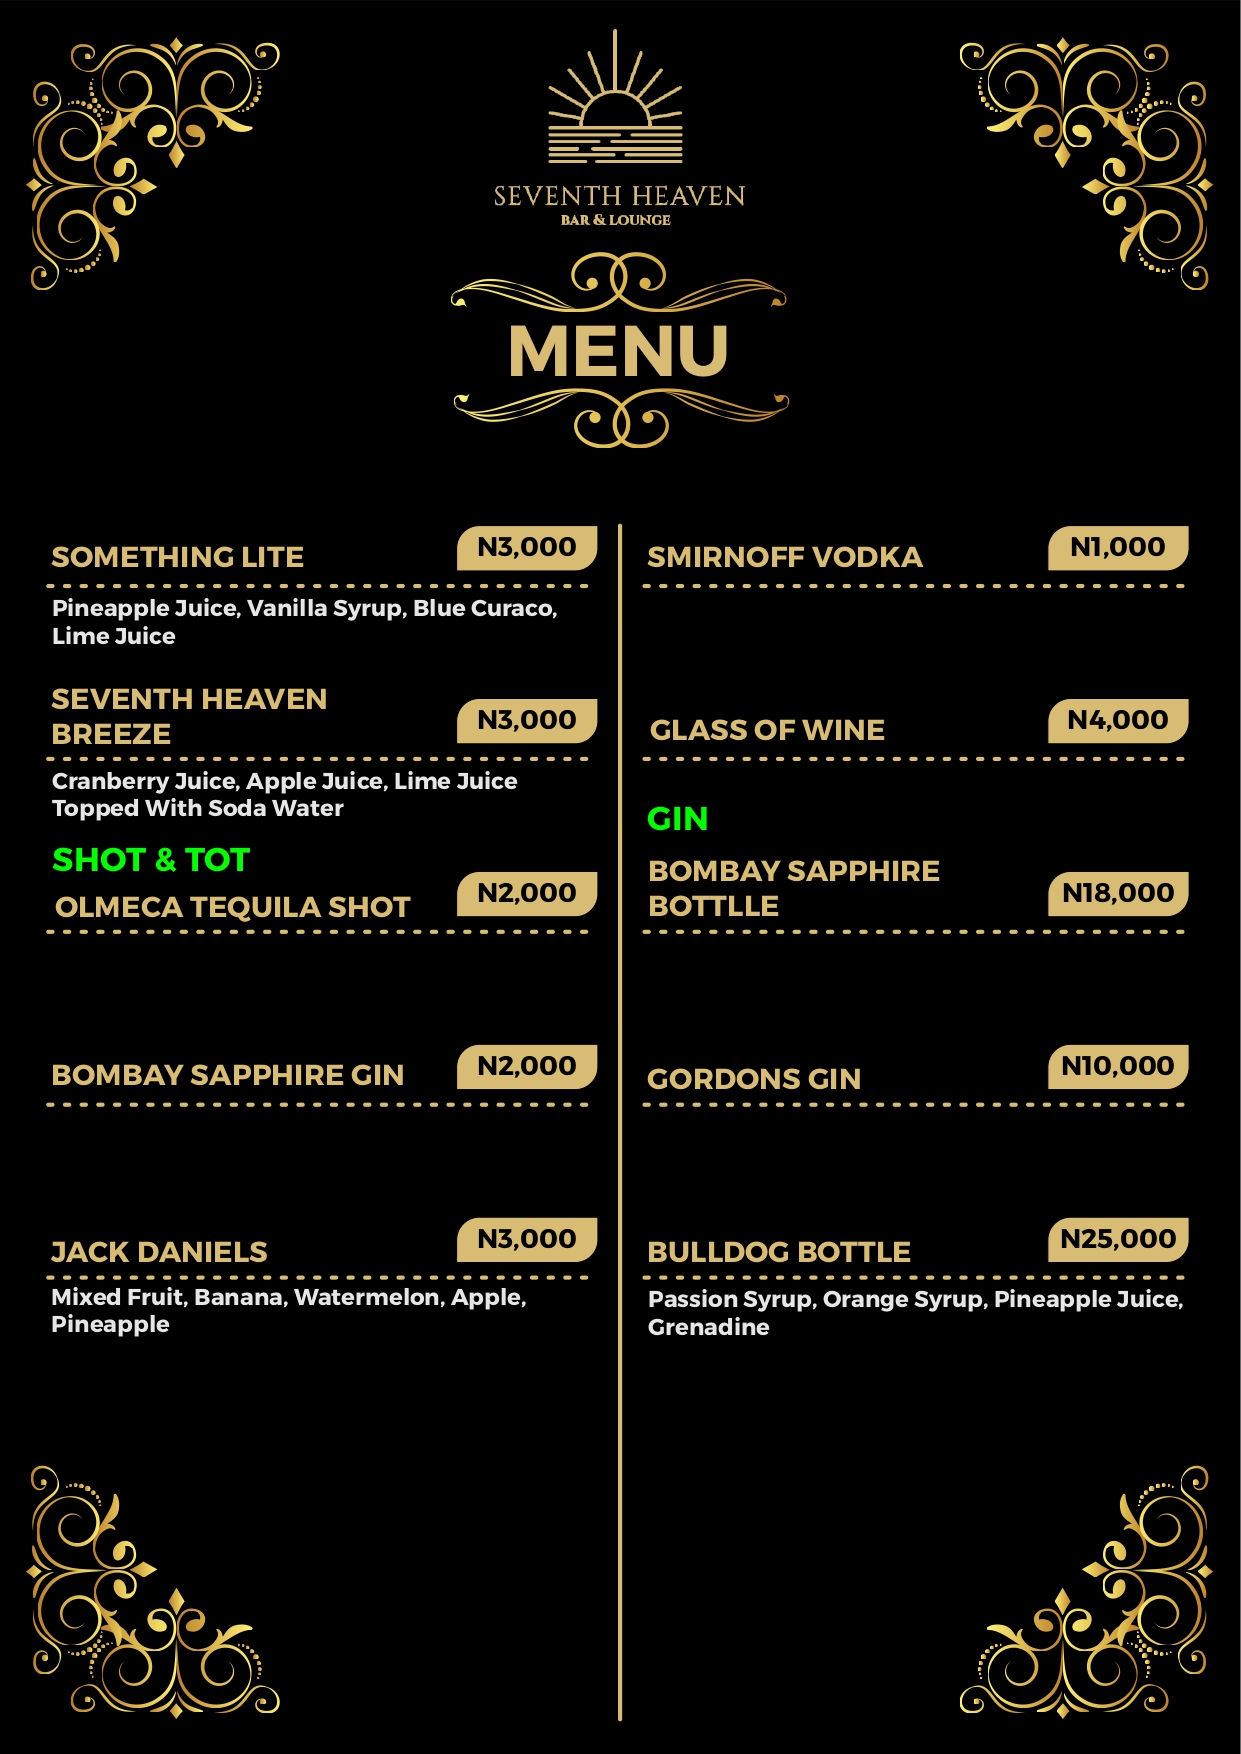 SEVENTH HEAVEN
BAR & LOUNGE
MENU
SOMETHING LITE
N3,000
Pineapple Juice, Vanilla Syrup, Blue Curaco,
Lime Juice
SEVENTH HEAVEN
BREEZE
N3,000
Cranberry Juice, Apple Juice, Lime Juice
Topped With Soda Water
SHOT & TOT
OLMECA TEQUILA SHOT
N2,000
BOMBAY SAPPHIRE GIN
N2,000
JACK DANIELS
N3,000
Mixed Fruit, Banana, Watermelon, Apple,
Pineapple
SMIRNOFF VODKA
N1,000
GLASS OF WINE
N4,000
GIN
BOMBAY SAPPHIRE
BOTTLLE
N18,000
GORDONS GIN
N10,000
BULLDOG BOTTLE
N25,000
Passion Syrup, Orange Syrup, Pineapple Juice,
Grenadine